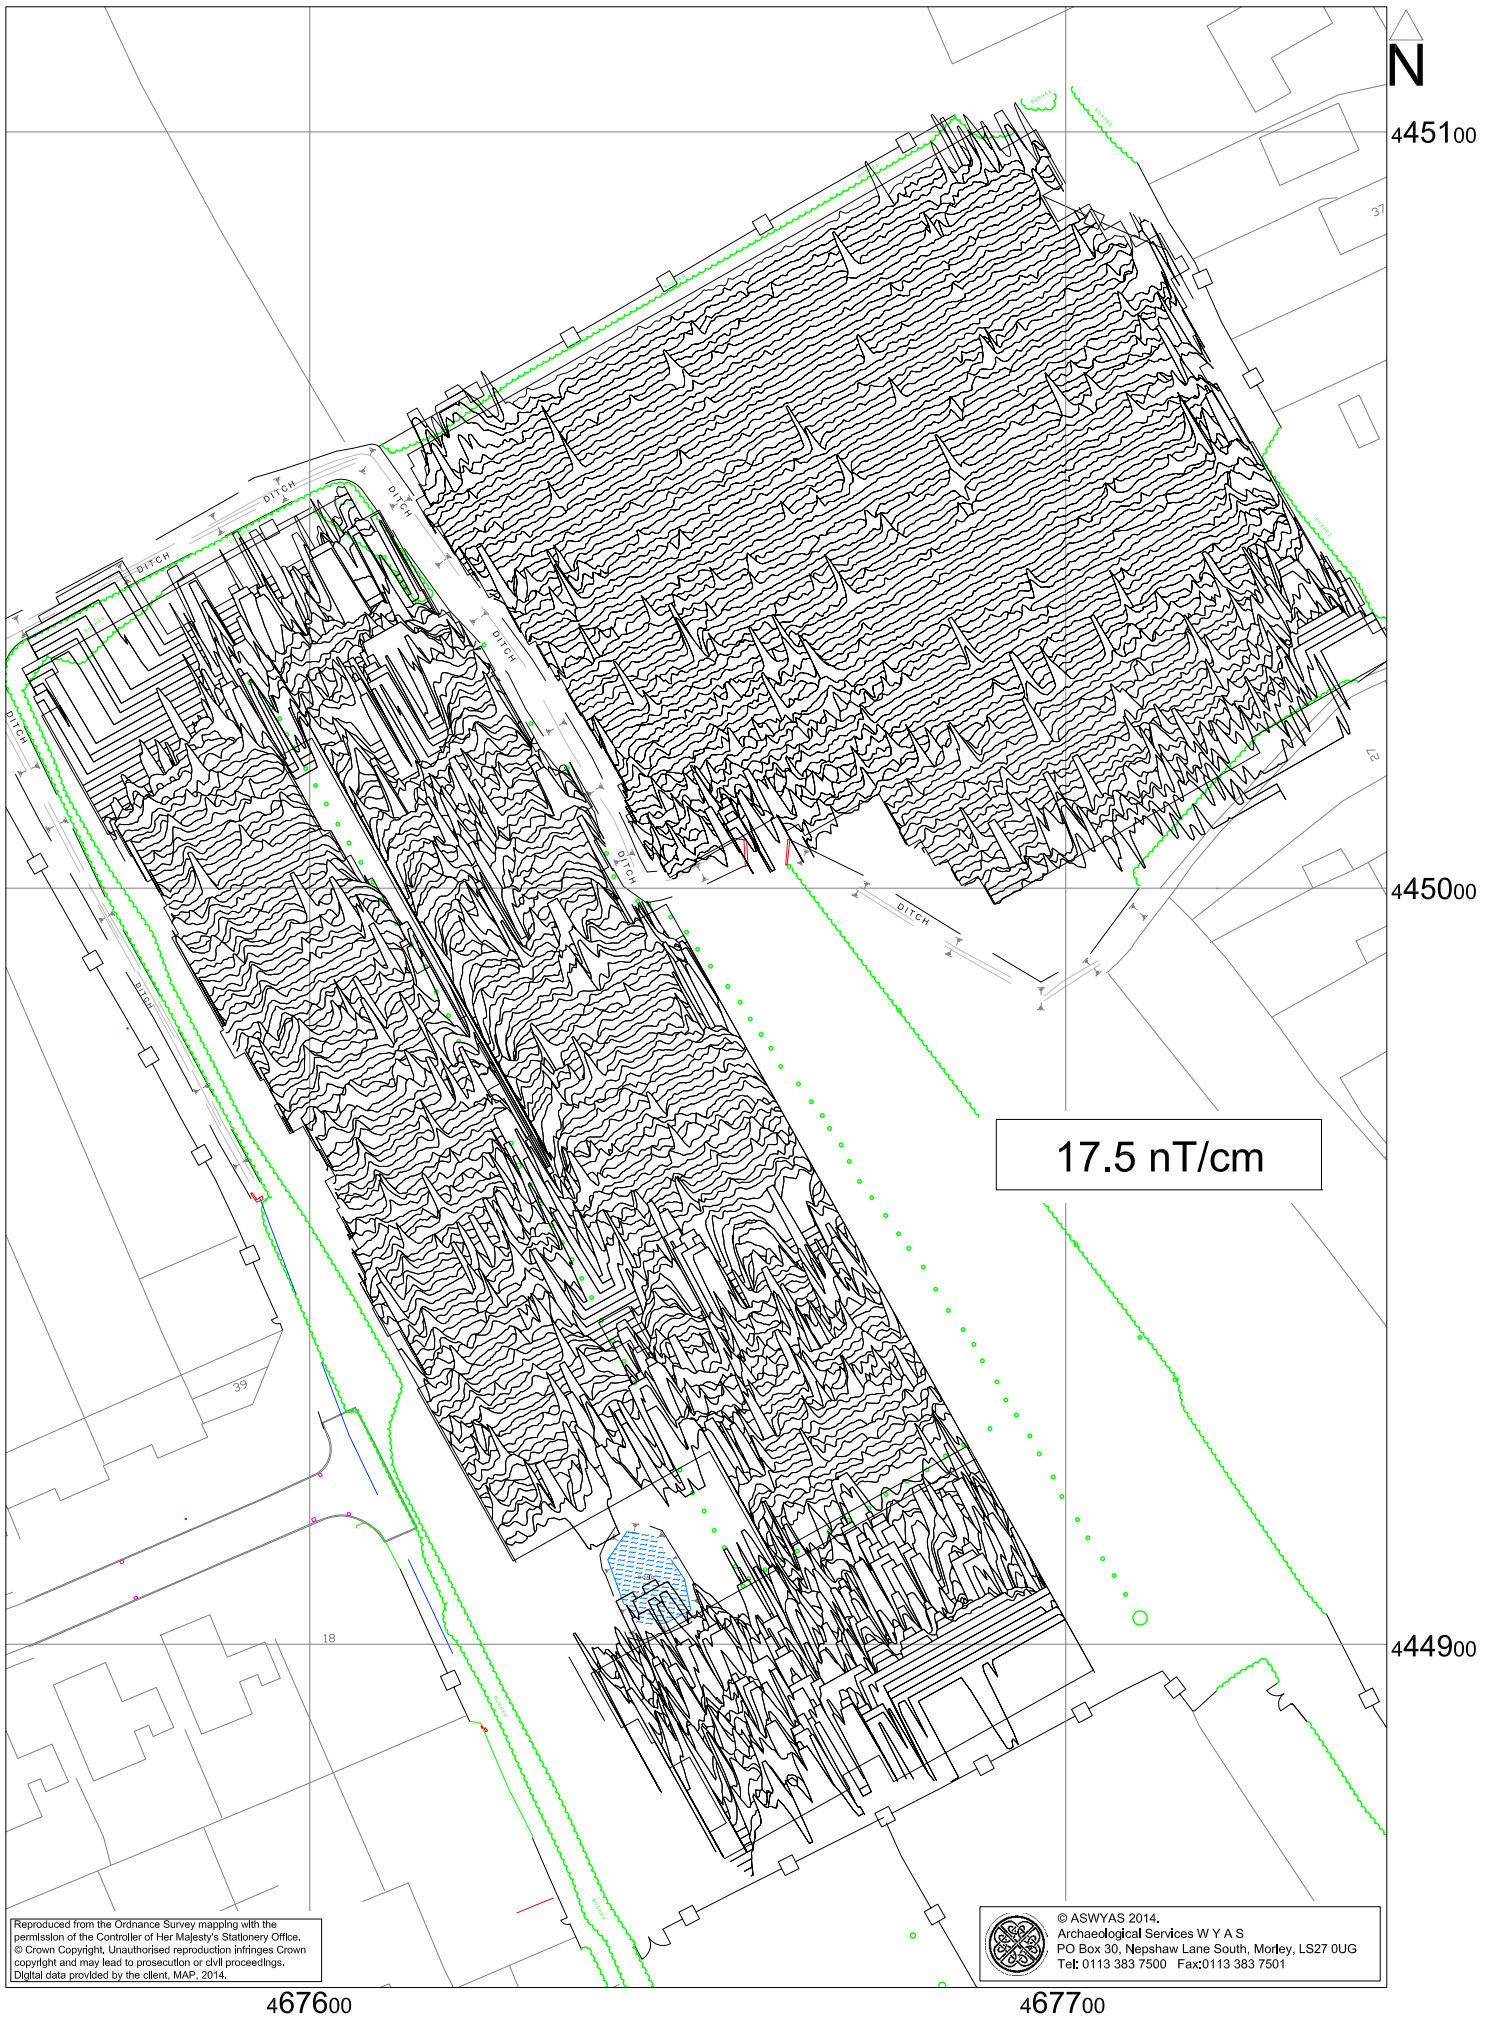 N
445100
37
DITCH
DITCH
DITCH
DITCH
DITCH
27
DITCH
445000
DITCH
DITCH
17.5 nT/cm
39
18
444900
Reproduced from the Ordnance Survey mapping with the
permission of the Controller of Her Majesty's Stationery Office.
© Crown Copyright. Unauthorised reproduction infringes Crown
copyright and may lead to prosecution or civil proceedings.
Digital data provided by the client, MAP, 2014.
© ASWYAS 2014.
Archaeological Services W Y A S
PO Box 30, Nepshaw Lane South, Morley, LS27 0UG
Tel: 0113 383 7500 Fax:0113 383 7501
467600
467700